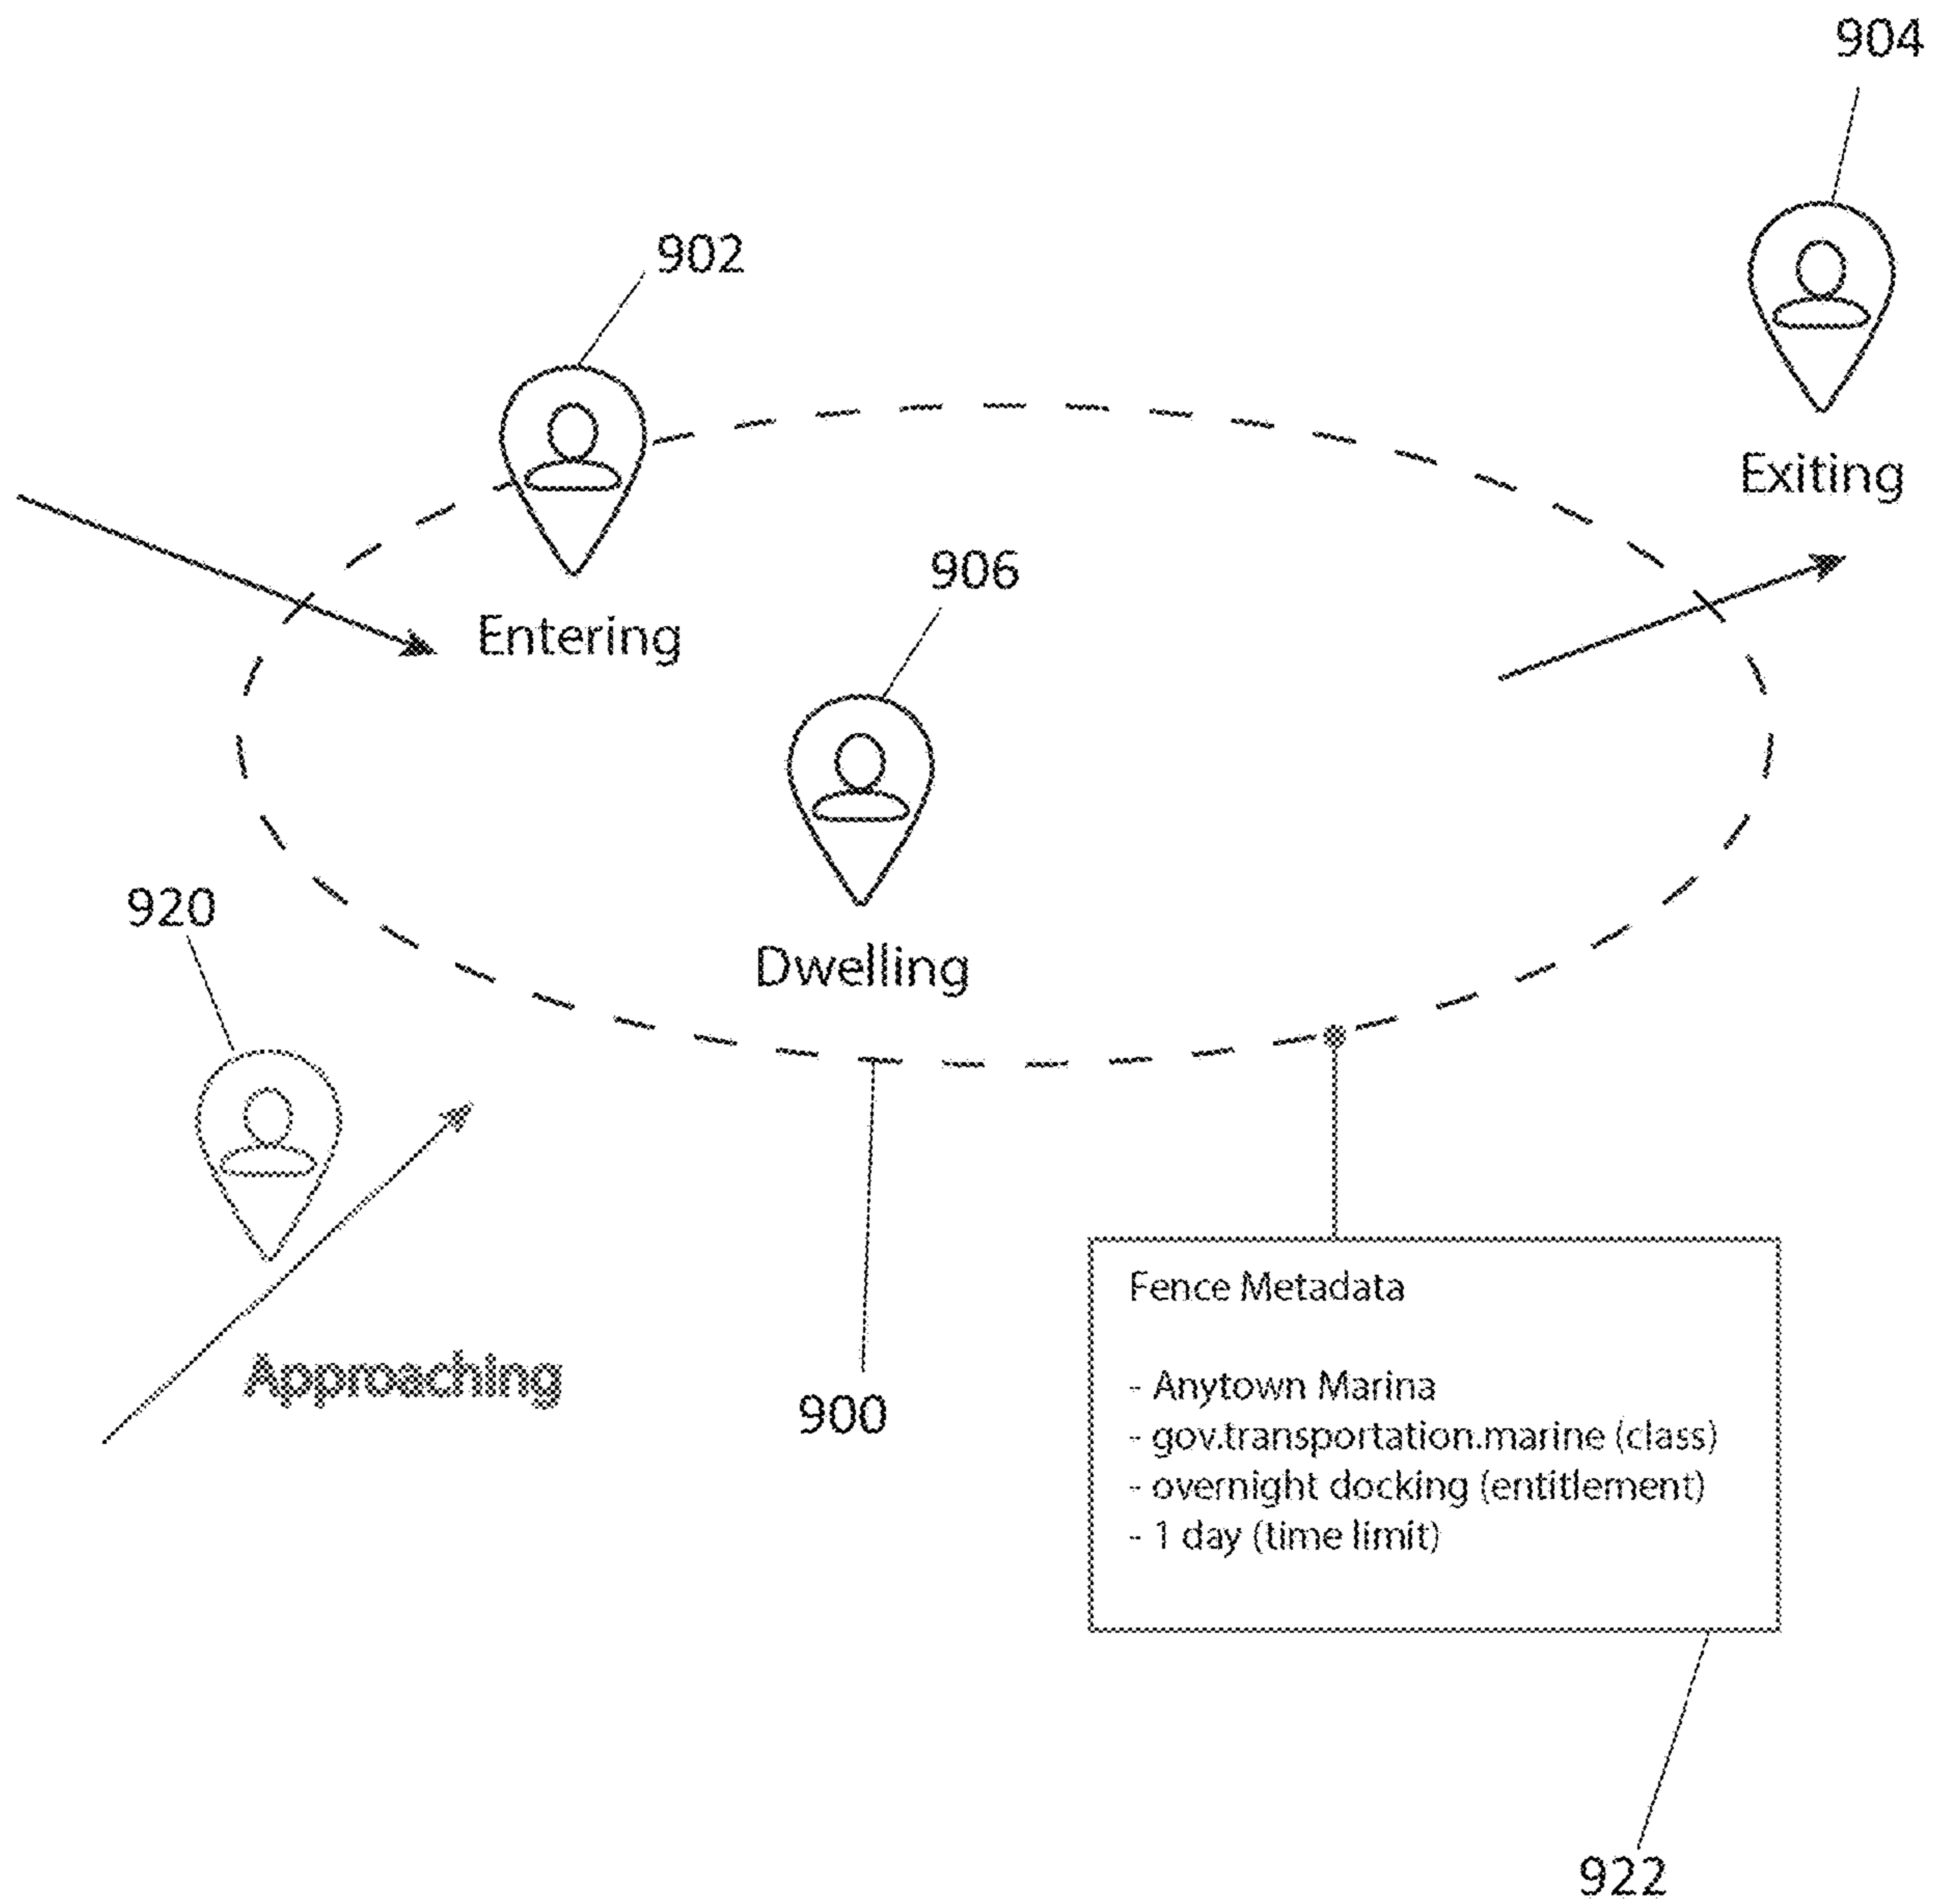 904
902
Exiting
906
Entering
920
Dwelling
Approaching
900
Fence Metadata
- Anytown Marina
- gov.transportation.marine (class)
- overnight docking (entitlement)
- 1 day (time limit)
922